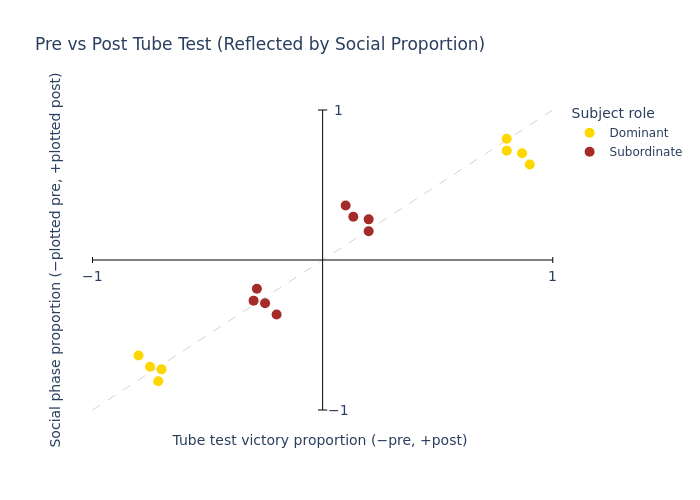 Pre vs Post Tube Test (Reflected by Social Proportion)
Social phase proportion (−plotted pre, +plotted post)
1
Subject role
Dominant
Subordinate
−1
1
−1
Tube test victory proportion (−pre, +post)